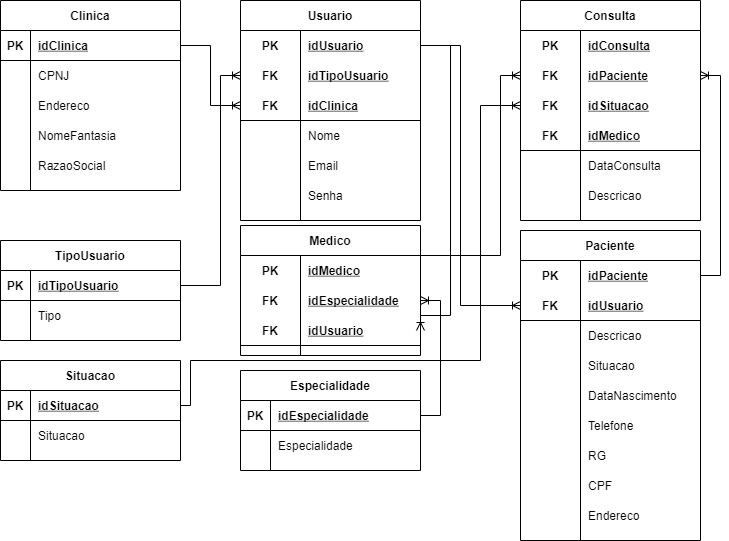 Clinica
PK idClinica
CPNJ
Endereco
NomeFantasia
RazaoSocial
TipoUsuario
PK idTipoUsuario
Tipo
Situacao
PK idSituacao
Situacao
Usuario
PK idUsuario
FK idTipoUsuario
FK idClinica
Nome
Email
Senha
Medico
PK idMedico
FK idEspecialidade
FK idUsuario
Especialidade
PK idEspecialidade
Especialidade
Consulta
PK idConsulta
FK idPaciente
FK idSituacao
FK idMedico
DataConsulta
Descricao
Paciente
PK idPaciente
FK idUsuario
Descricao
Situacao
DataNascimento
Telefone
RG
CPF
Endereco